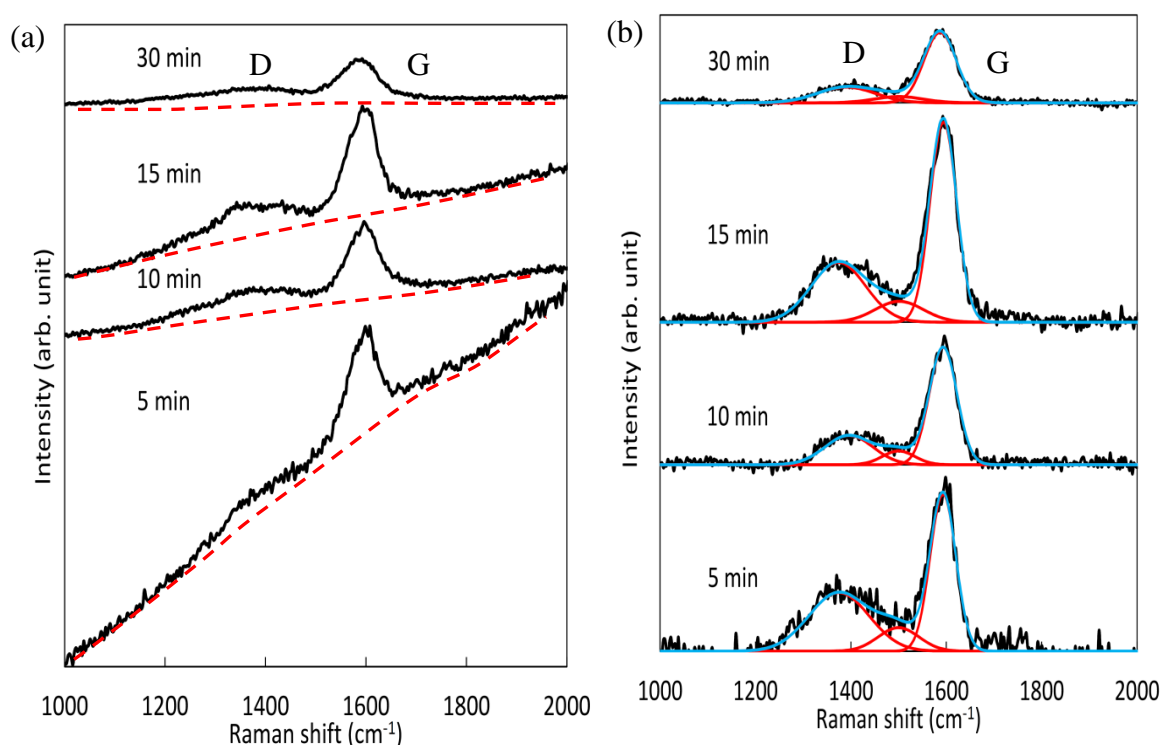 (a)
30 min
D
G
15 min
10 min
5 min
Intensity (arb. unit)
1000 1200 1400 1600 1800 2000
Raman shift (cm⁻¹)
(b)
30 min
D
G
15 min
10 min
5 min
Intensity (arb. unit)
1000 1200 1400 1600 1800 2000
Raman shift (cm⁻¹)